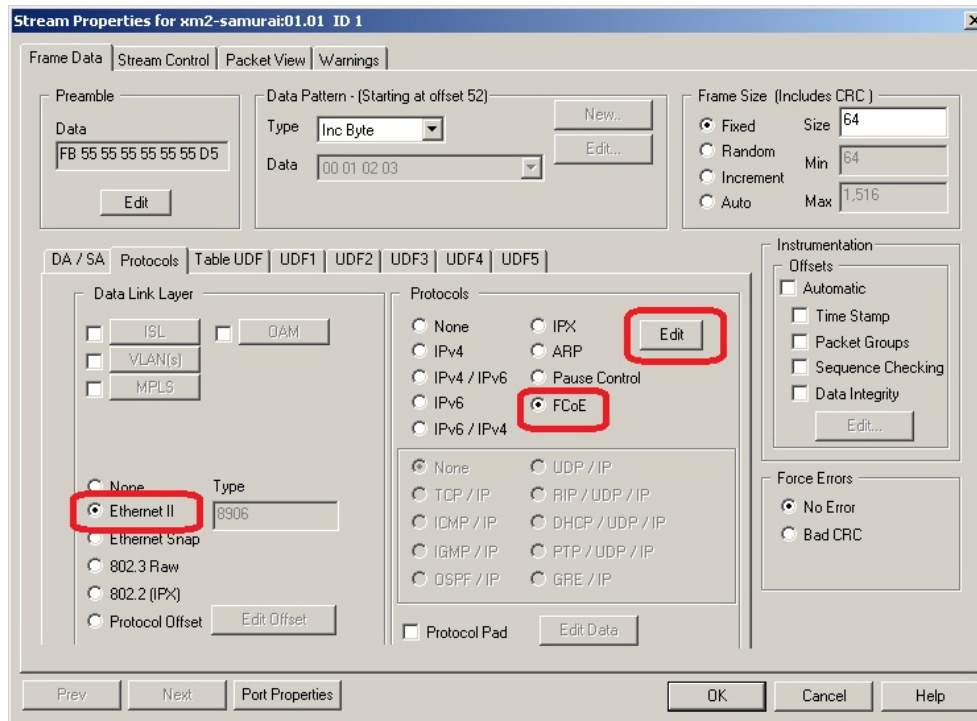 Stream Properties for xm2-samurai:01.01 ID 1
Frame Data Stream Control Packet View Warnings
Preamble
Data
FB 55 55 55 55 55 55 D5
Edit
Data Pattern - (Starting at offset 52)
Type Inc Byte
New..
Data 00 01 02 03
Edit...
Frame Size (Includes CRC )
Fixed Size 64
Random Min 64
Increment
Auto Max 1,516
DA / SA Protocols Table UDF UDF1 UDF2 UDF3 UDF4 UDF5
Data Link Layer
ISL OAM
VLAN(s)
MPLS
None Type
Ethernet II 8906
Ethernet Snap
802.3 Raw
802.2 (IPX)
Protocol Offset Edit Offset
Protocols
None IPX Edit
IPv4 ARP
IPv4 / IPv6 Pause Control
IPv6 FCoE
IPv6 / IPv4
None UDP / IP
TCP / IP RIP / UDP / IP
ICMP / IP DHCP / UDP / IP
IGMP / IP PTP / UDP / IP
OSPF / IP GRE / IP
Protocol Pad Edit Data
Instrumentation
Offsets
Automatic
Time Stamp
Packet Groups
Sequence Checking
Data Integrity
Edit...
Force Errors
No Error
Bad CRC
Prev Next Port Properties OK Cancel Help